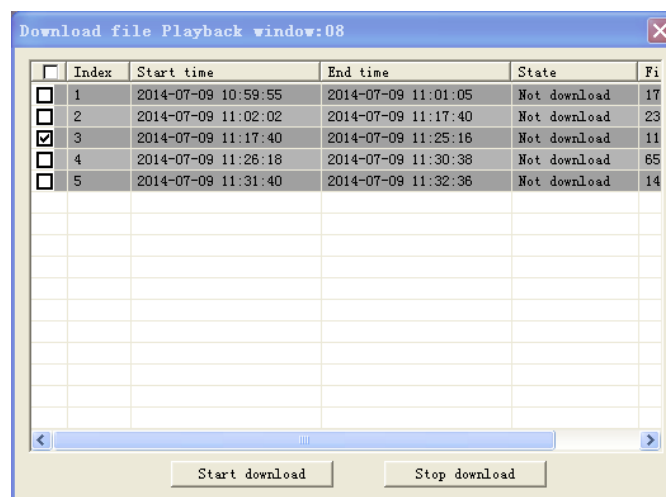 Download file Playback window:08
Index Start time End time State Fi
1 2014-07-09 10:59:55 2014-07-09 11:01:05 Not download 17
2 2014-07-09 11:02:02 2014-07-09 11:17:40 Not download 23
3 2014-07-09 11:17:40 2014-07-09 11:25:16 Not download 11
4 2014-07-09 11:26:18 2014-07-09 11:30:38 Not download 65
5 2014-07-09 11:31:40 2014-07-09 11:32:36 Not download 14
Start download Stop download